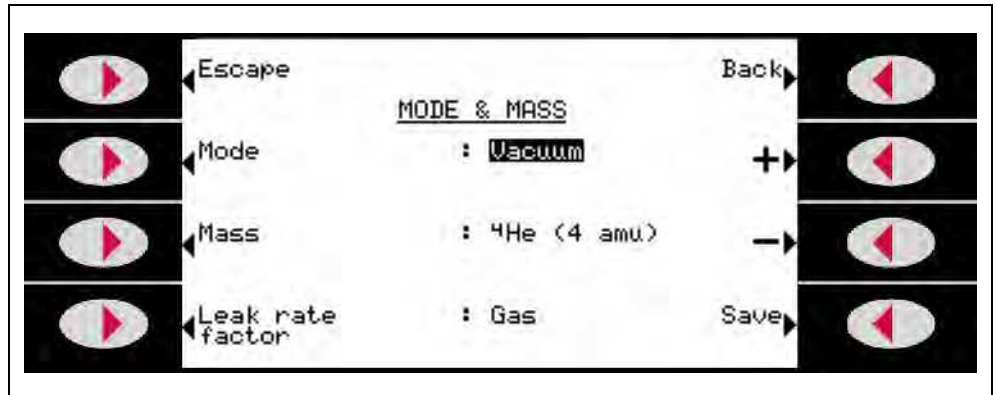 Escape
Back
MODE & MASS
Mode : Vacuum
+
Mass : ⁴He (4 amu)
−
Leak rate factor : Gas
Save